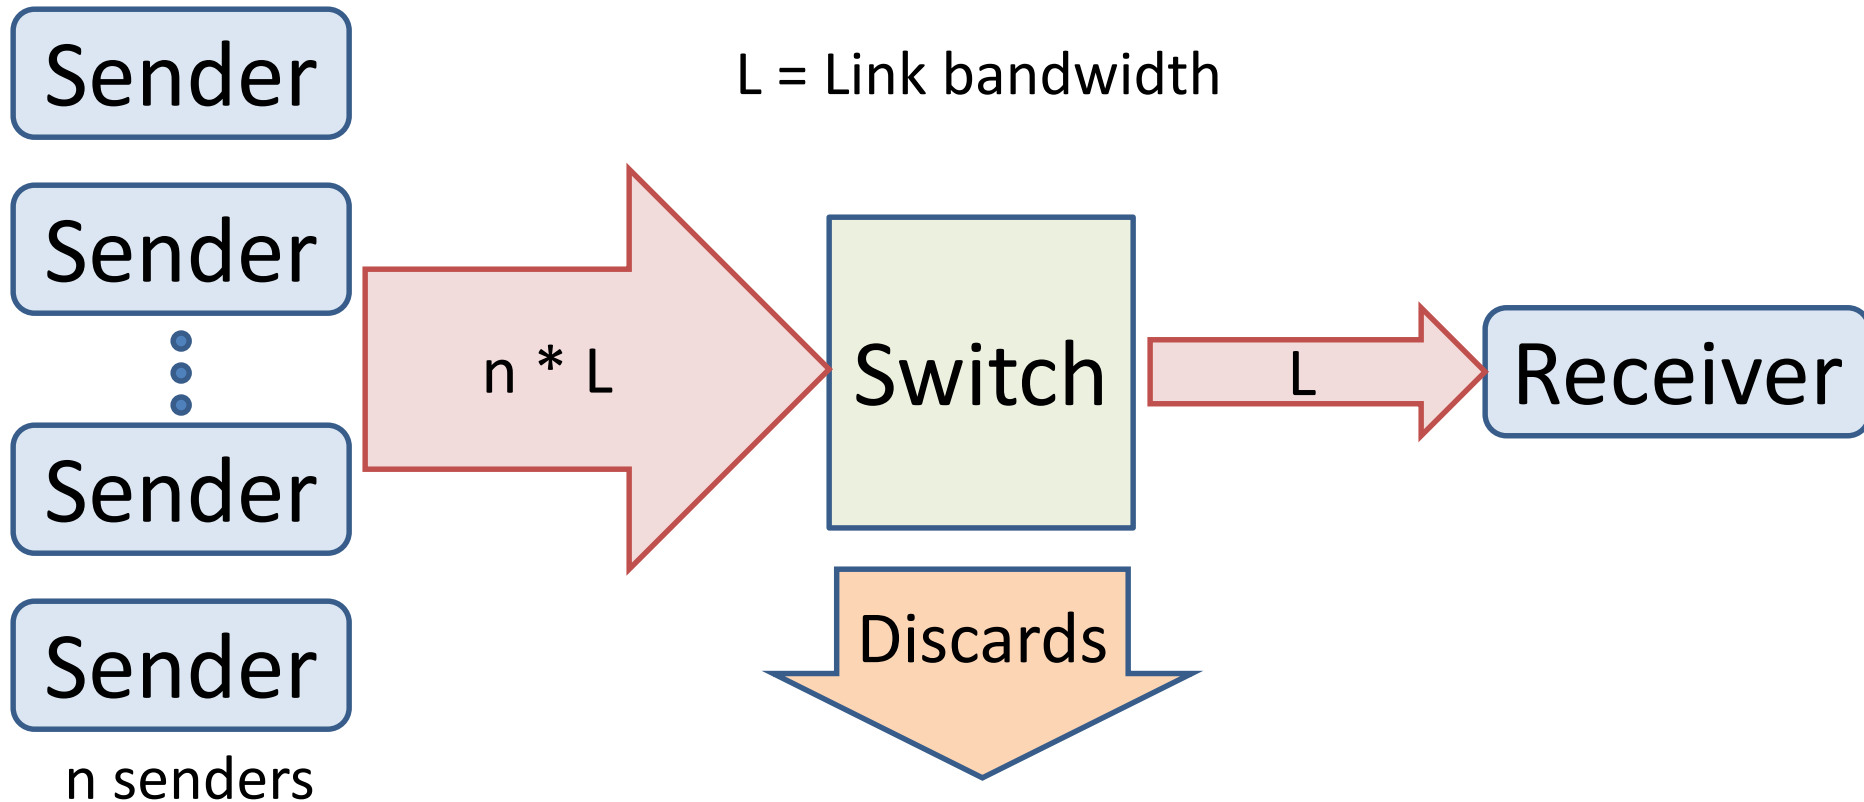 Sender
L = Link bandwidth
Sender
n * L
Switch
L
Receiver
Sender
Discards
Sender
n senders